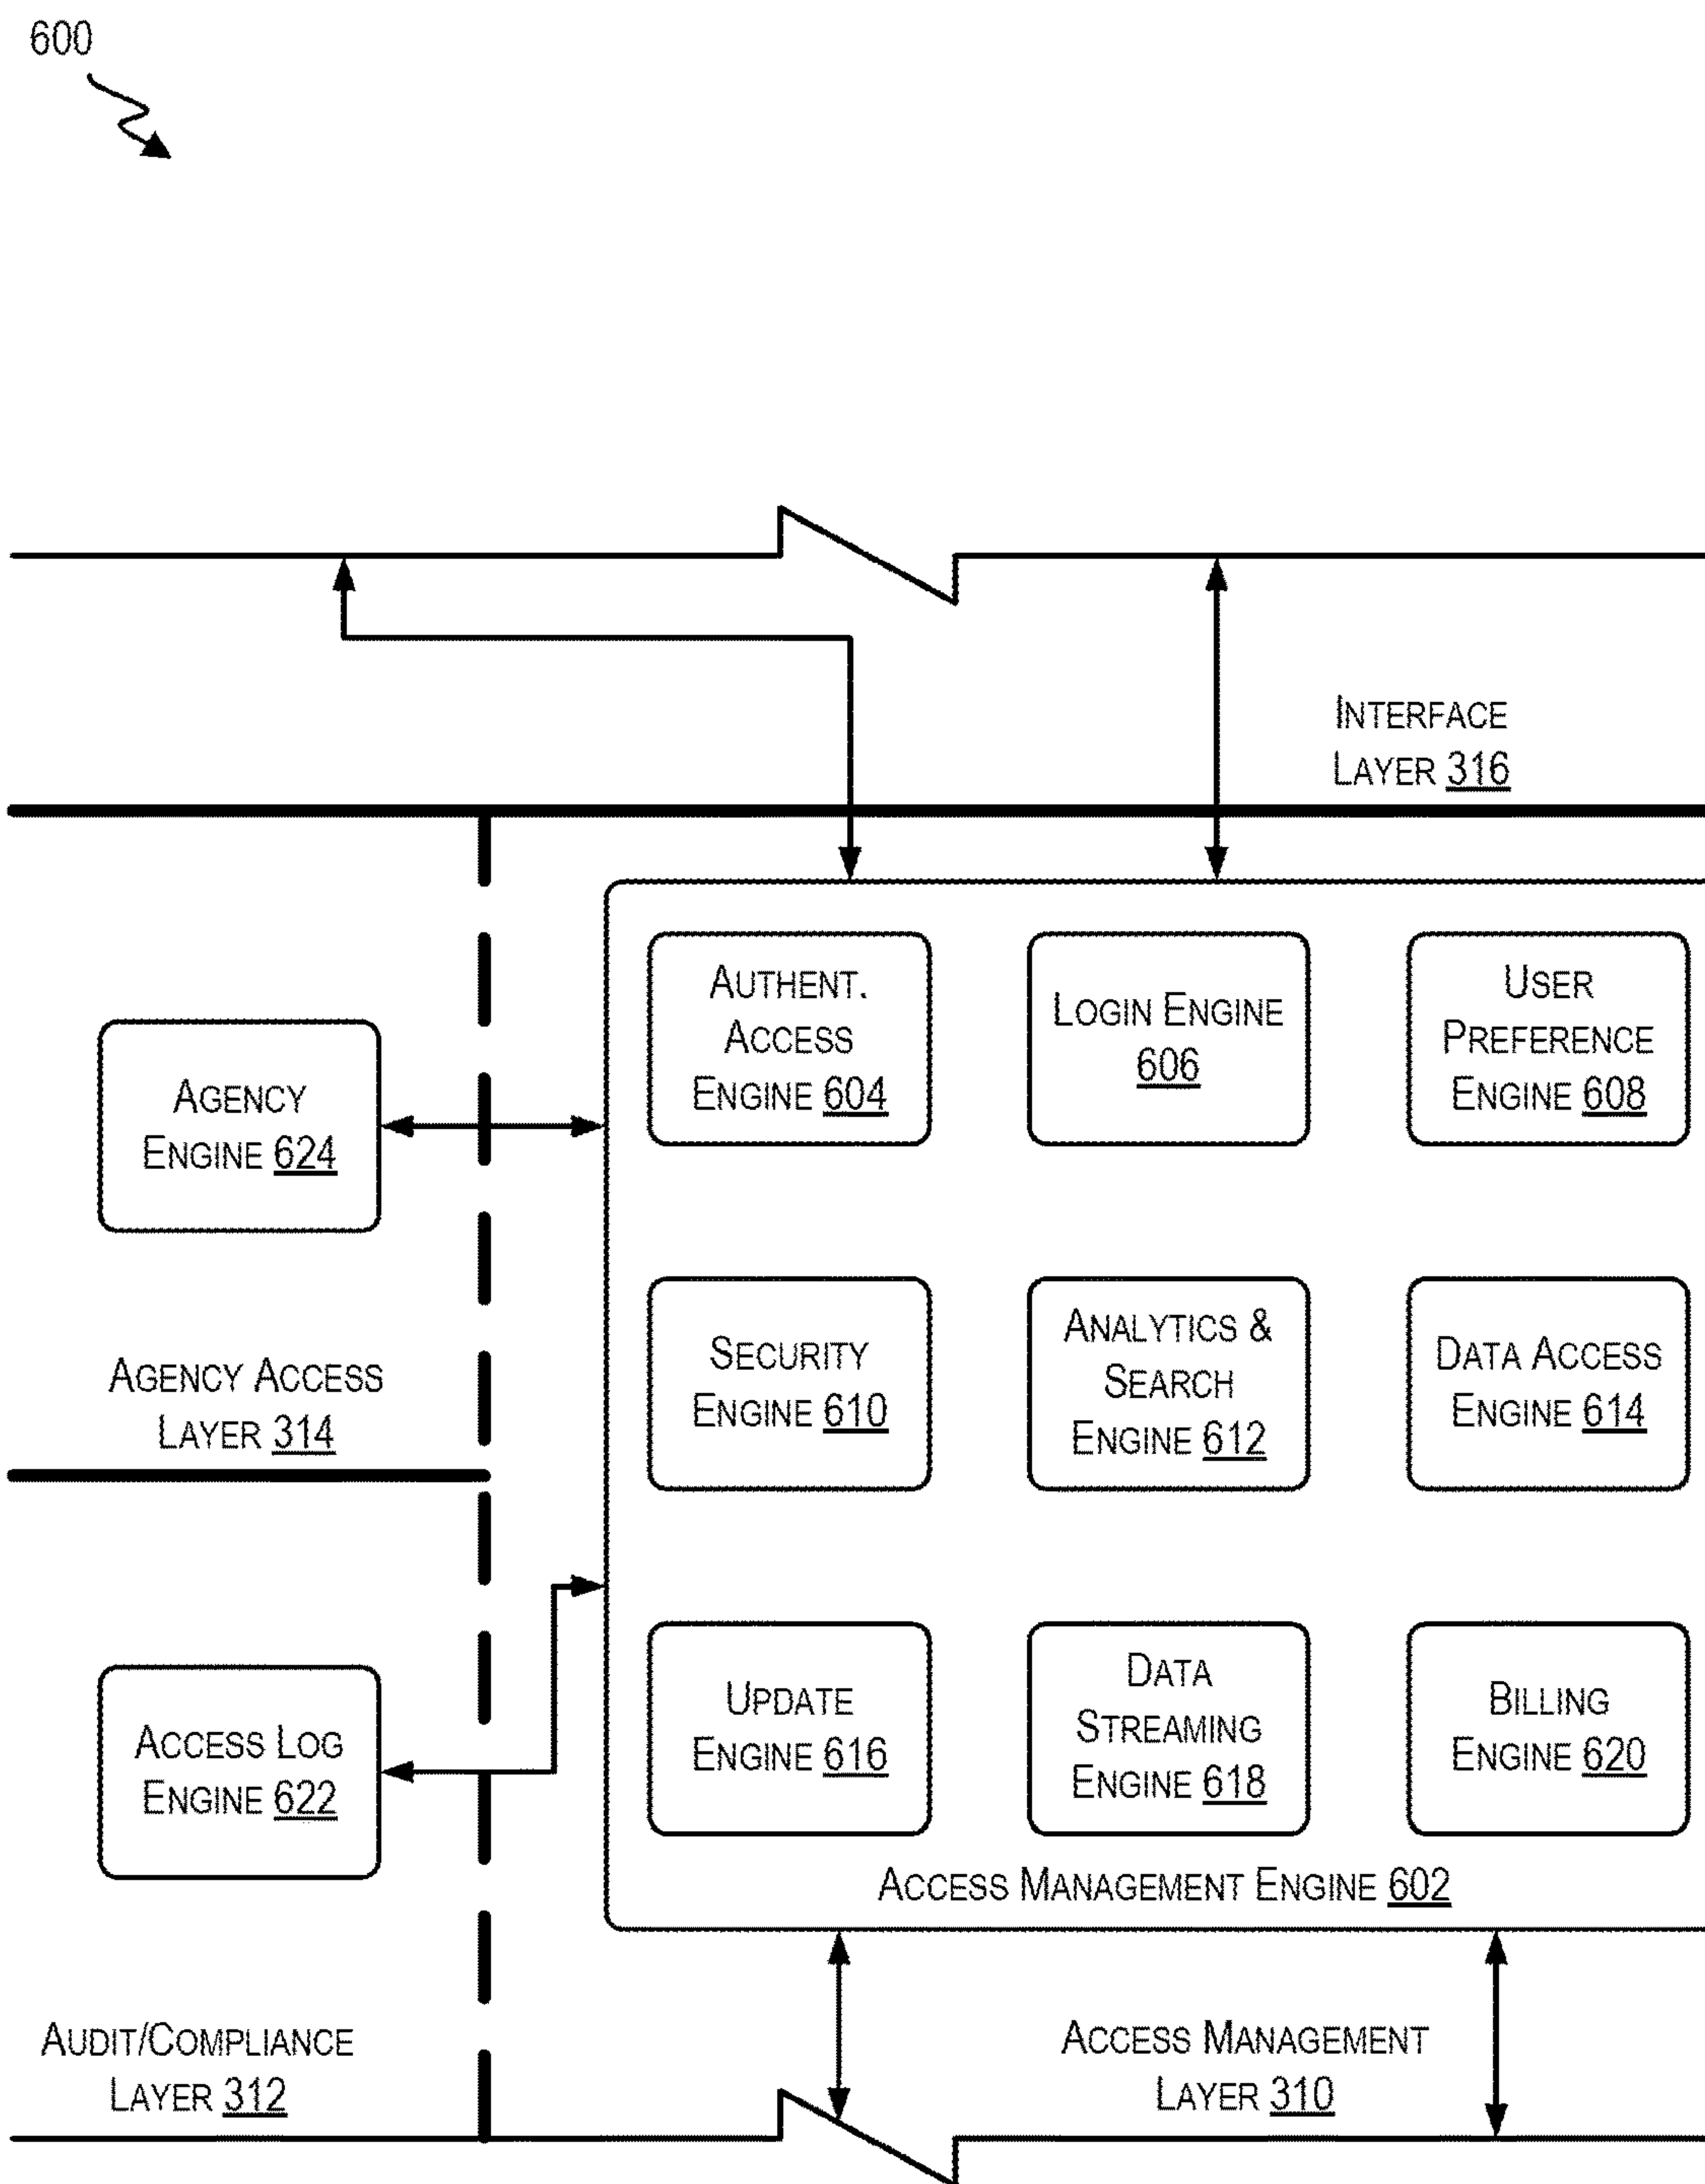 600
INTERFACE
LAYER 316
AUTHENT.
ACCESS
ENGINE 604
LOGIN ENGINE
606
USER
PREFERENCE
ENGINE 608
AGENCY
ENGINE 624
SECURITY
ENGINE 610
ANALYTICS &
SEARCH
ENGINE 612
DATA ACCESS
ENGINE 614
AGENCY ACCESS
LAYER 314
ACCESS LOG
ENGINE 622
UPDATE
ENGINE 616
DATA
STREAMING
ENGINE 618
BILLING
ENGINE 620
ACCESS MANAGEMENT ENGINE 602
AUDIT/COMPLIANCE
LAYER 312
ACCESS MANAGEMENT
LAYER 310